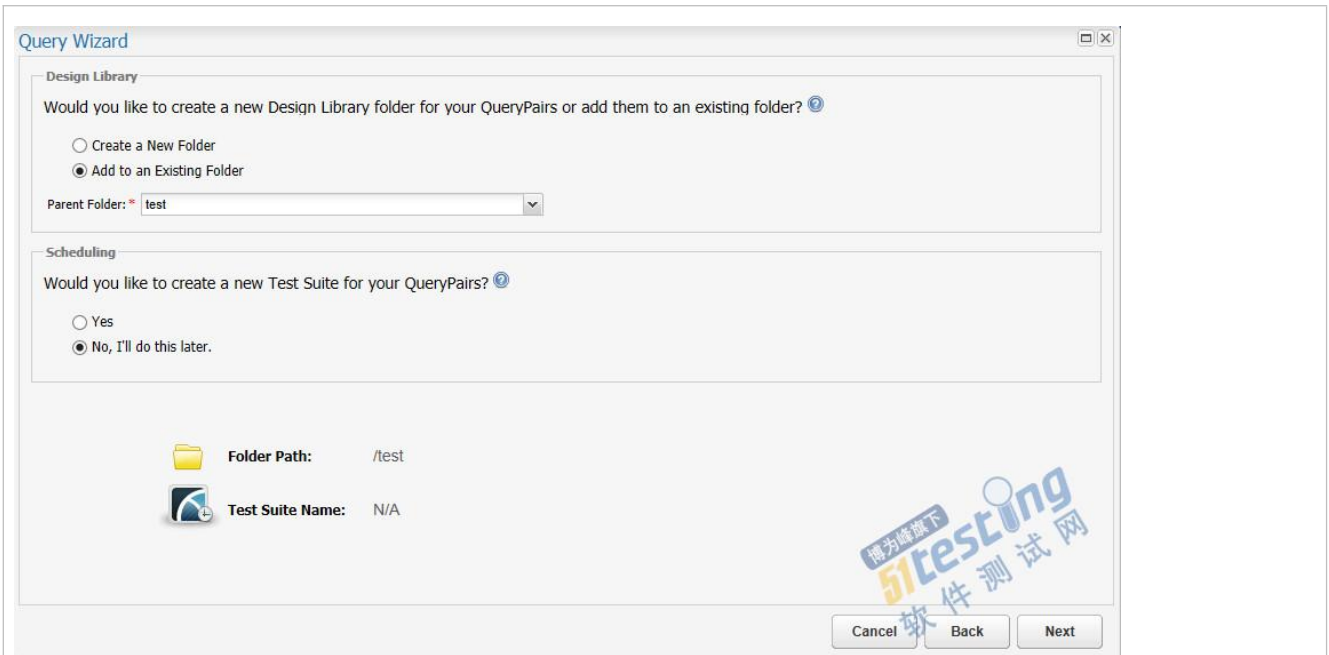 Query Wizard
Design Library
Would you like to create a new Design Library folder for your QueryPairs or add them to an existing folder?
Create a New Folder
Add to an Existing Folder
Parent Folder:* test
Scheduling
Would you like to create a new Test Suite for your QueryPairs?
Yes
No, I'll do this later.
Folder Path: /test
Test Suite Name: N/A
博为峰旗下
51testing
软件测试网
Cancel Back Next